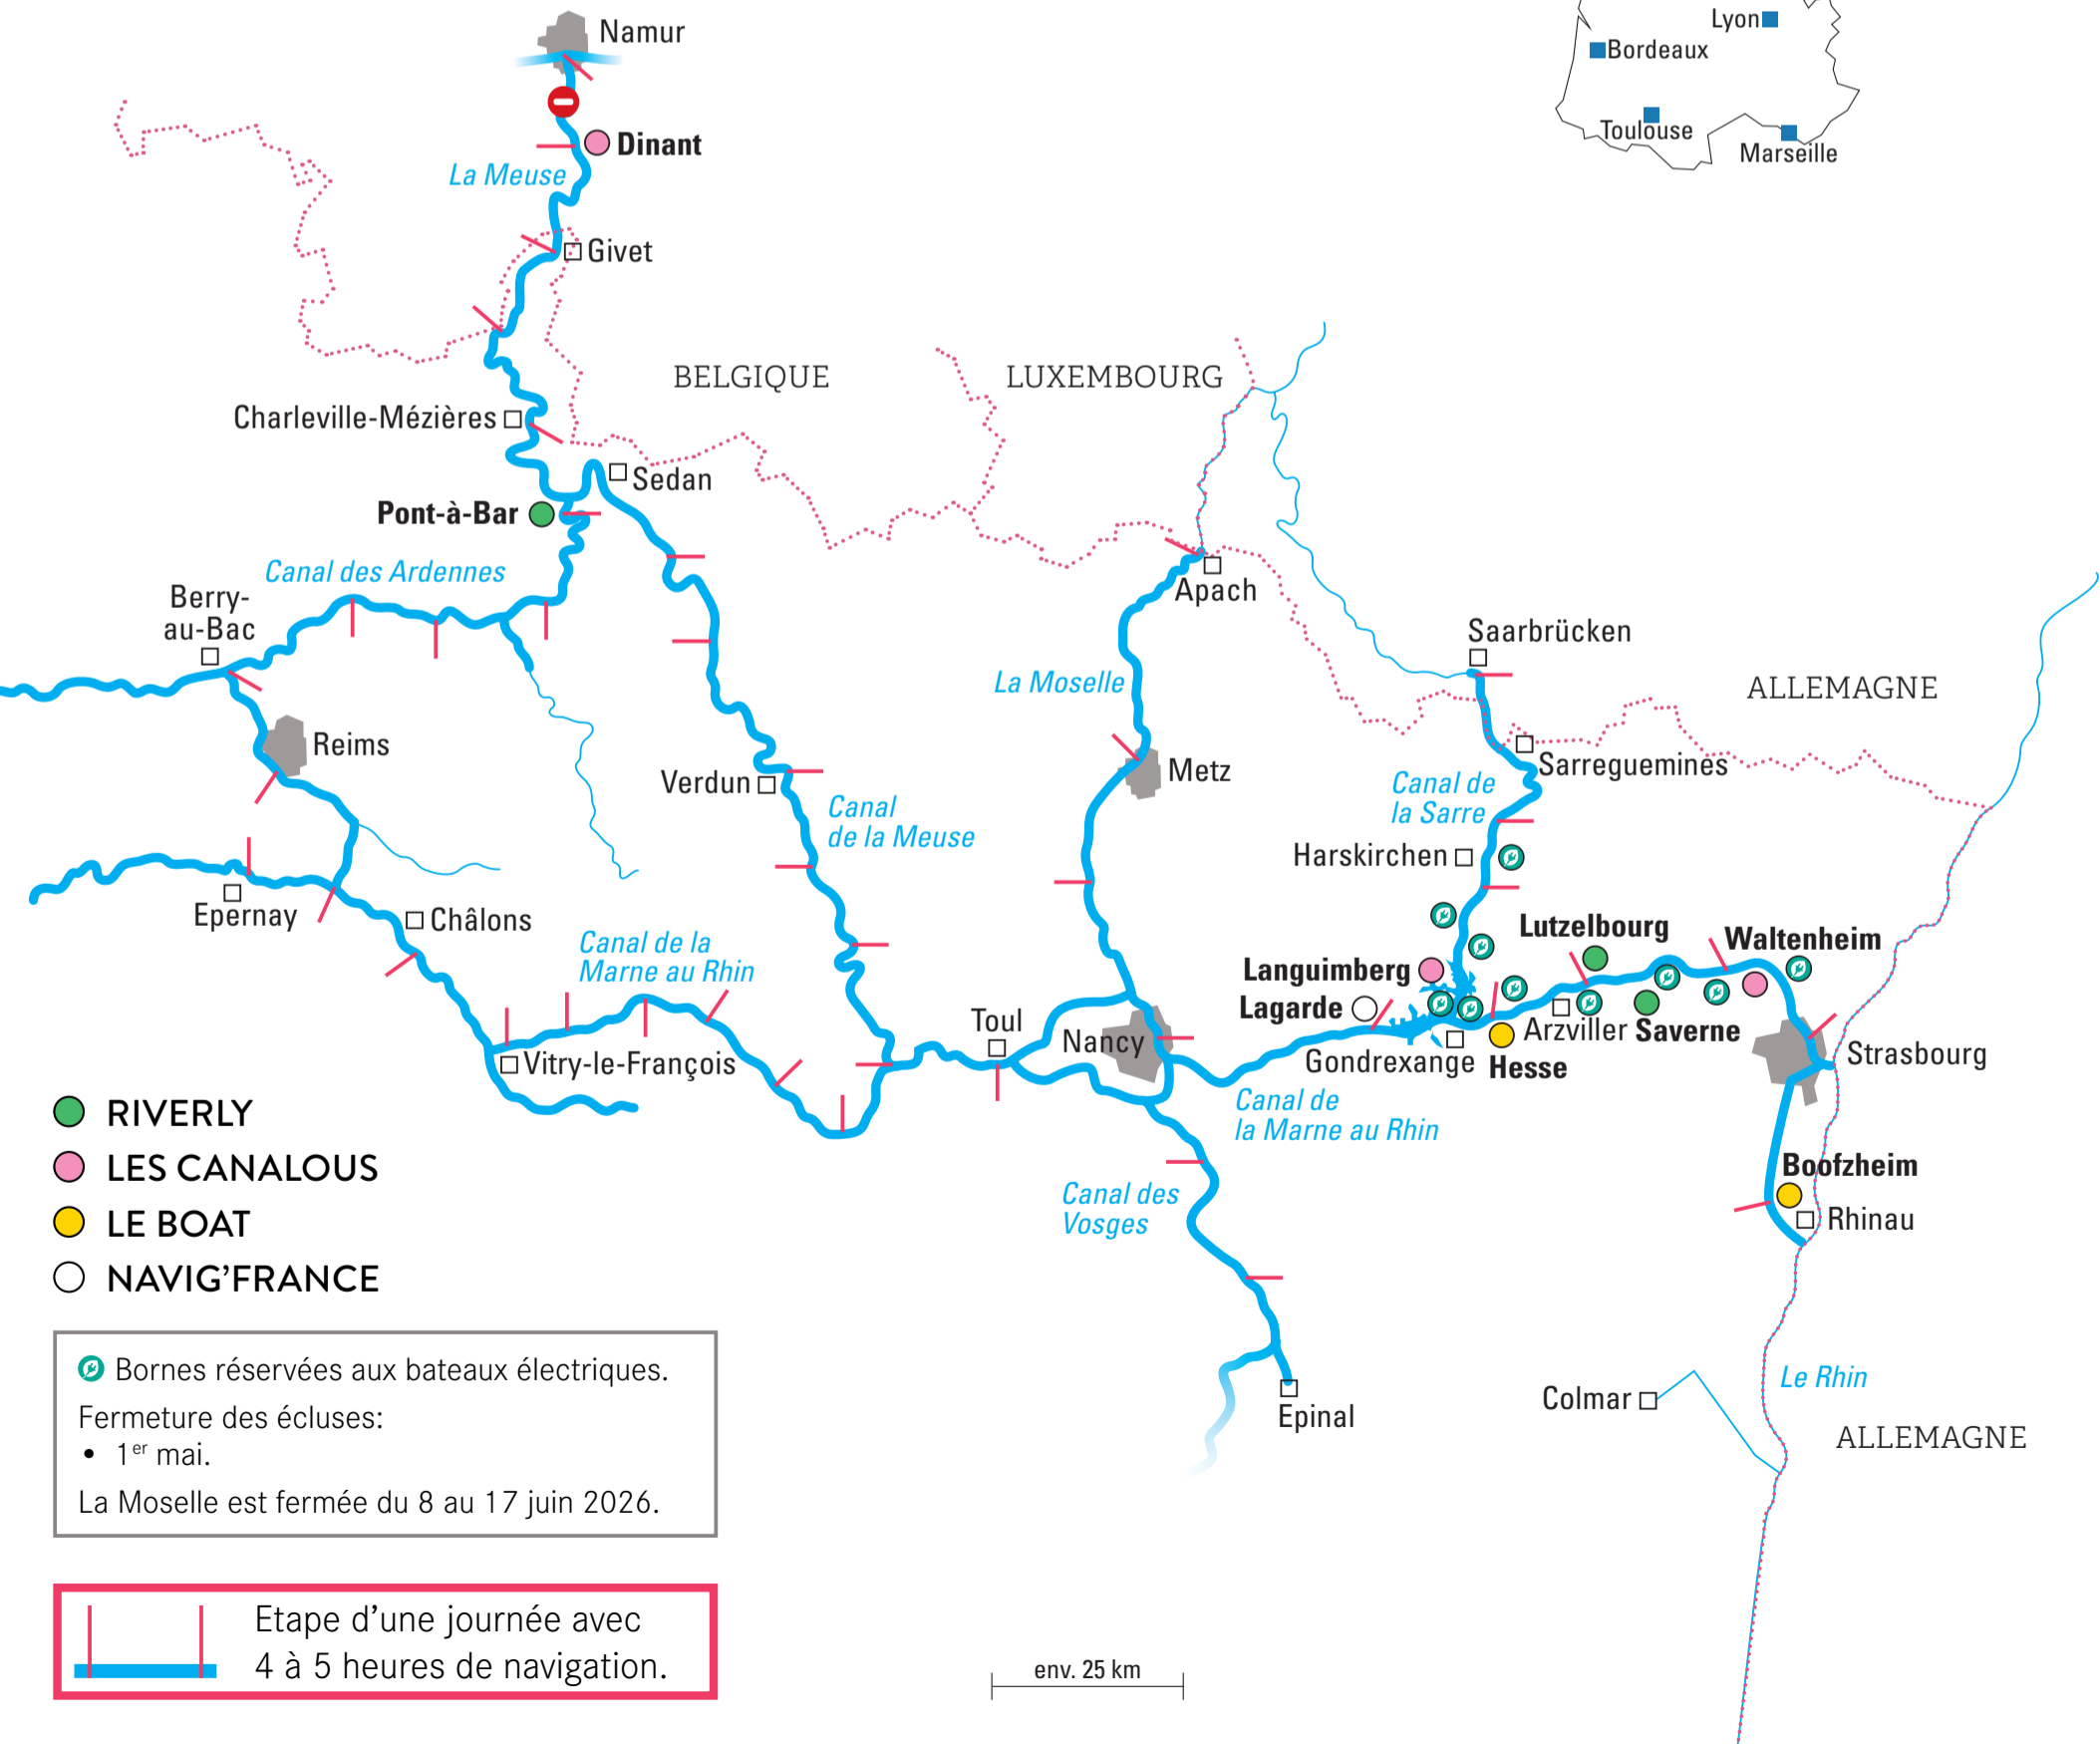 Namur
Lyon
Bordeaux
Toulouse
Marseille
Dinant
La Meuse
Givet
BELGIQUE
LUXEMBOURG
Charleville-Mézières
Sedan
Pont-à-Bar
Canal des Ardennes
Berry-
au-Bac
Apach
Saarbrücken
La Moselle
ALLEMAGNE
Reims
Verdun
Metz
Sarreguemines
Canal de
la Sarre
Canal
de la Meuse
Harskirchen
Epernay
Châlons
Canal de la
Marne au Rhin
Lutzelbourg
Waltenheim
Languimberg
Lagarde
Toul
Nancy
Gondrexange
Hesse
Arzviller
Saverne
Strasbourg
Vitry-le-François
Canal de
la Marne au Rhin
Canal des
Vosges
Boofzheim
Rhinau
RIVERLY
LES CANALOUS
LE BOAT
NAVIG'FRANCE
Bornes réservées aux bateaux électriques.
Fermeture des écluses:
• 1er mai.
La Moselle est fermée du 8 au 17 juin 2026.
Epinal
Colmar
Le Rhin
ALLEMAGNE
Etape d'une journée avec
4 à 5 heures de navigation.
env. 25 km